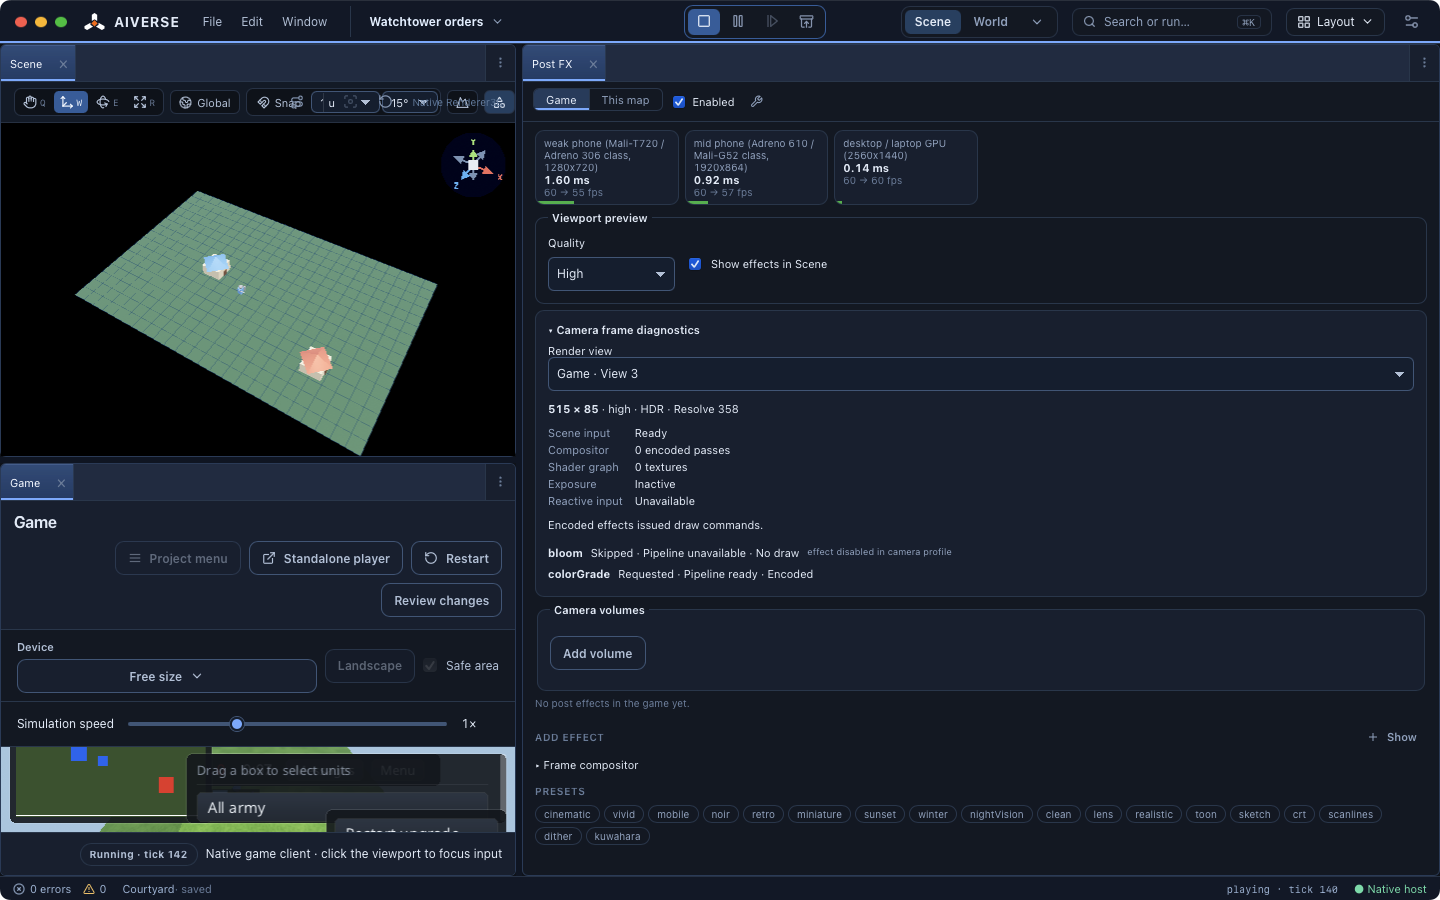 AIVERSE File Edit Window Watchtower orders Scene World Search or run... ⌘K Layout
Scene
Q W E R Global Snap 1 u 15° Native Renderer
Y
X
Z
Game
Game
Project menu Standalone player Restart
Review changes
Device
Free size Landscape Safe area
Simulation speed 1×
Drag a box to select units Menu
All army
Restart upgrade
Running · tick 142 Native game client · click the viewport to focus input
Post FX
Game This map Enabled
weak phone (Mali-T720 /
Adreno 306 class,
1280x720)
1.60 ms
60 → 55 fps
mid phone (Adreno 610 /
Mali-G52 class,
1920x864)
0.92 ms
60 → 57 fps
desktop / laptop GPU
(2560x1440)
0.14 ms
60 → 60 fps
Viewport preview
Quality
High Show effects in Scene
Camera frame diagnostics
Render view
Game · View 3
515 × 85 · high · HDR · Resolve 358
Scene input Ready
Compositor 0 encoded passes
Shader graph 0 textures
Exposure Inactive
Reactive input Unavailable
Encoded effects issued draw commands.
bloom Skipped · Pipeline unavailable · No draw effect disabled in camera profile
colorGrade Requested · Pipeline ready · Encoded
Camera volumes
Add volume
No post effects in the game yet.
ADD EFFECT + Show
Frame compositor
PRESETS
cinematic vivid mobile noir retro miniature sunset winter nightVision clean lens realistic toon sketch crt scanlines
dither kuwahara
0 errors 0 Courtyard · saved playing · tick 140 Native host